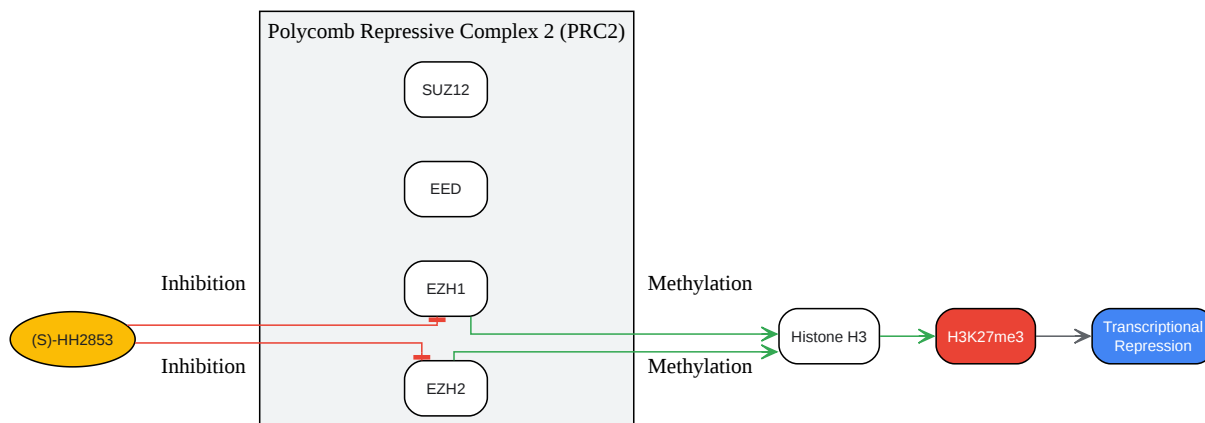 Polycomb Repressive Complex 2 (PRC2)
SUZ12
EED
Inhibition
EZH1
Methylation
(S)-HH2853
Histone H3
H3K27me3
Transcriptional
Repression
Inhibition
EZH2
Methylation